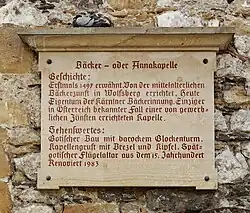 Bäcker - oder Annakapelle
Geschichte:
Erstmals 1497 erwähnt. Von der mittelalterlichen
Bäckerzunft in Wolfsberg errichtet. Heute
Eigentum der Kärntner Bäckerinnung. Einziger
in Österreich bekannter Fall einer von gewerb-
lichen Zünften errichteten Kapelle.
Sehenswertes:
Gotischer Bau mit barockem Glockenturm.
Kapellengruft mit Brezel und Kipfel. Spät-
gotischer Flügelaltar aus dem 15. Jahrhundert
Renoviert 1983